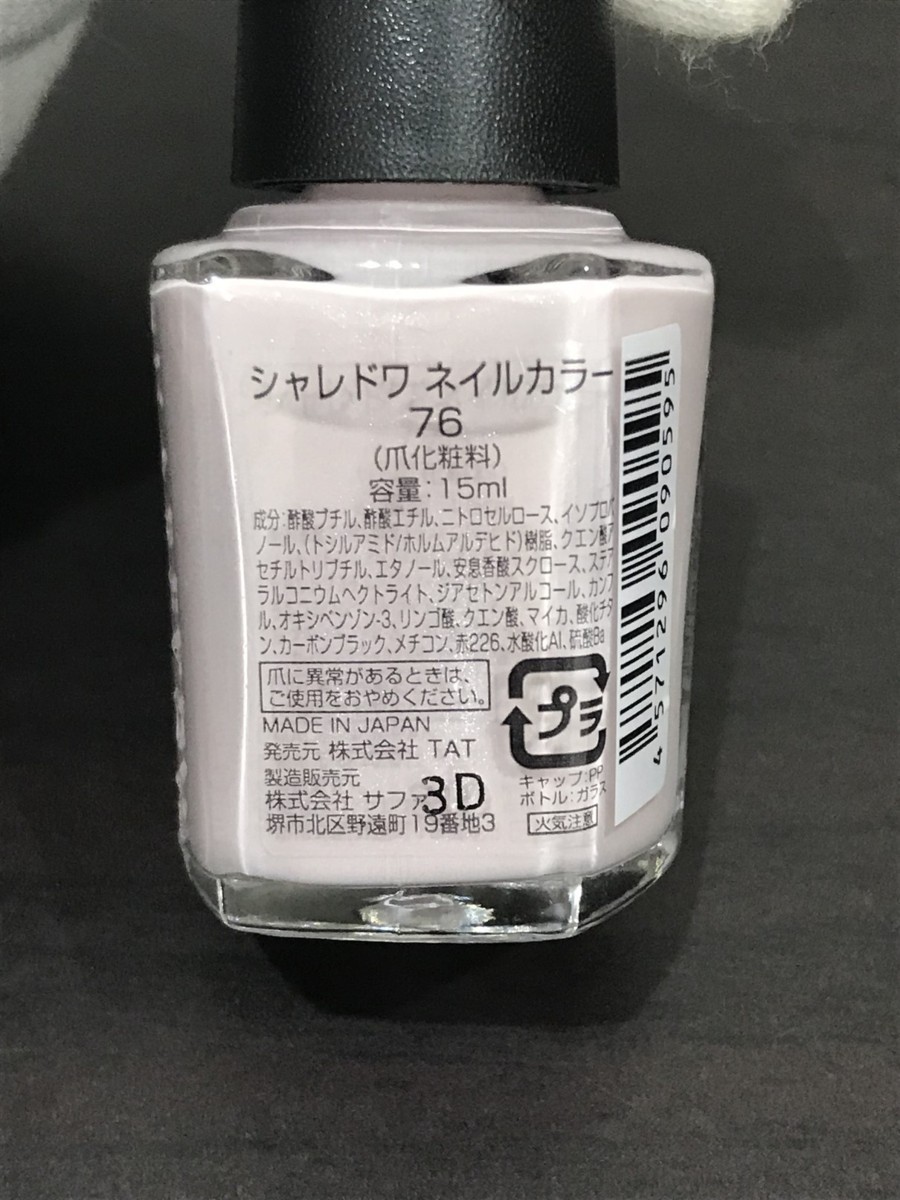 シャレドワ ネイルカラー
76
(爪化粧料)
容量:15ml
成分:酢酸ブチル、酢酸エチル、ニトロセルロース、イソプロパ
ノール、(トシルアミド/ホルムアルデヒド)樹脂、クエン酸ア
セチルトリブチル、エタノール、安息香酸スクロース、ステア
ラルコニウムヘクトライト、ジアセトンアルコール、カンフ
ル、オキシベンゾン-3、リンゴ酸、クエン酸、マイカ、酸化チタ
ン、カーボンブラック、メチコン、赤226、水酸化Al、硫酸Ba
爪に異常があるときは、
ご使用をおやめください。
MADE IN JAPAN
発売元 株式会社 TAT
製造販売元
株式会社 サファ
3D
堺市北区野遠町19番地3
プラ
キャップ:PP
ボトル:ガラス
火気注意
4571296090595